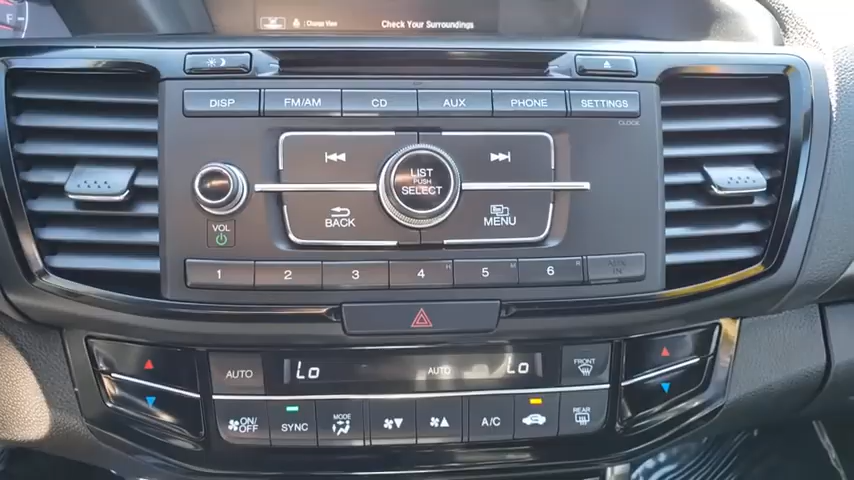 Change View
Check Your Surroundings
DISP FM/AM CD AUX PHONE SETTINGS
CLOCK
LIST
PUSH
SELECT
BACK
MENU
VOL
1 2 3 4 5 6 AUX
IN
H M R
AUTO Lo AUTO Lo FRONT
ON/
OFF
SYNC
MODE
A/C
REAR